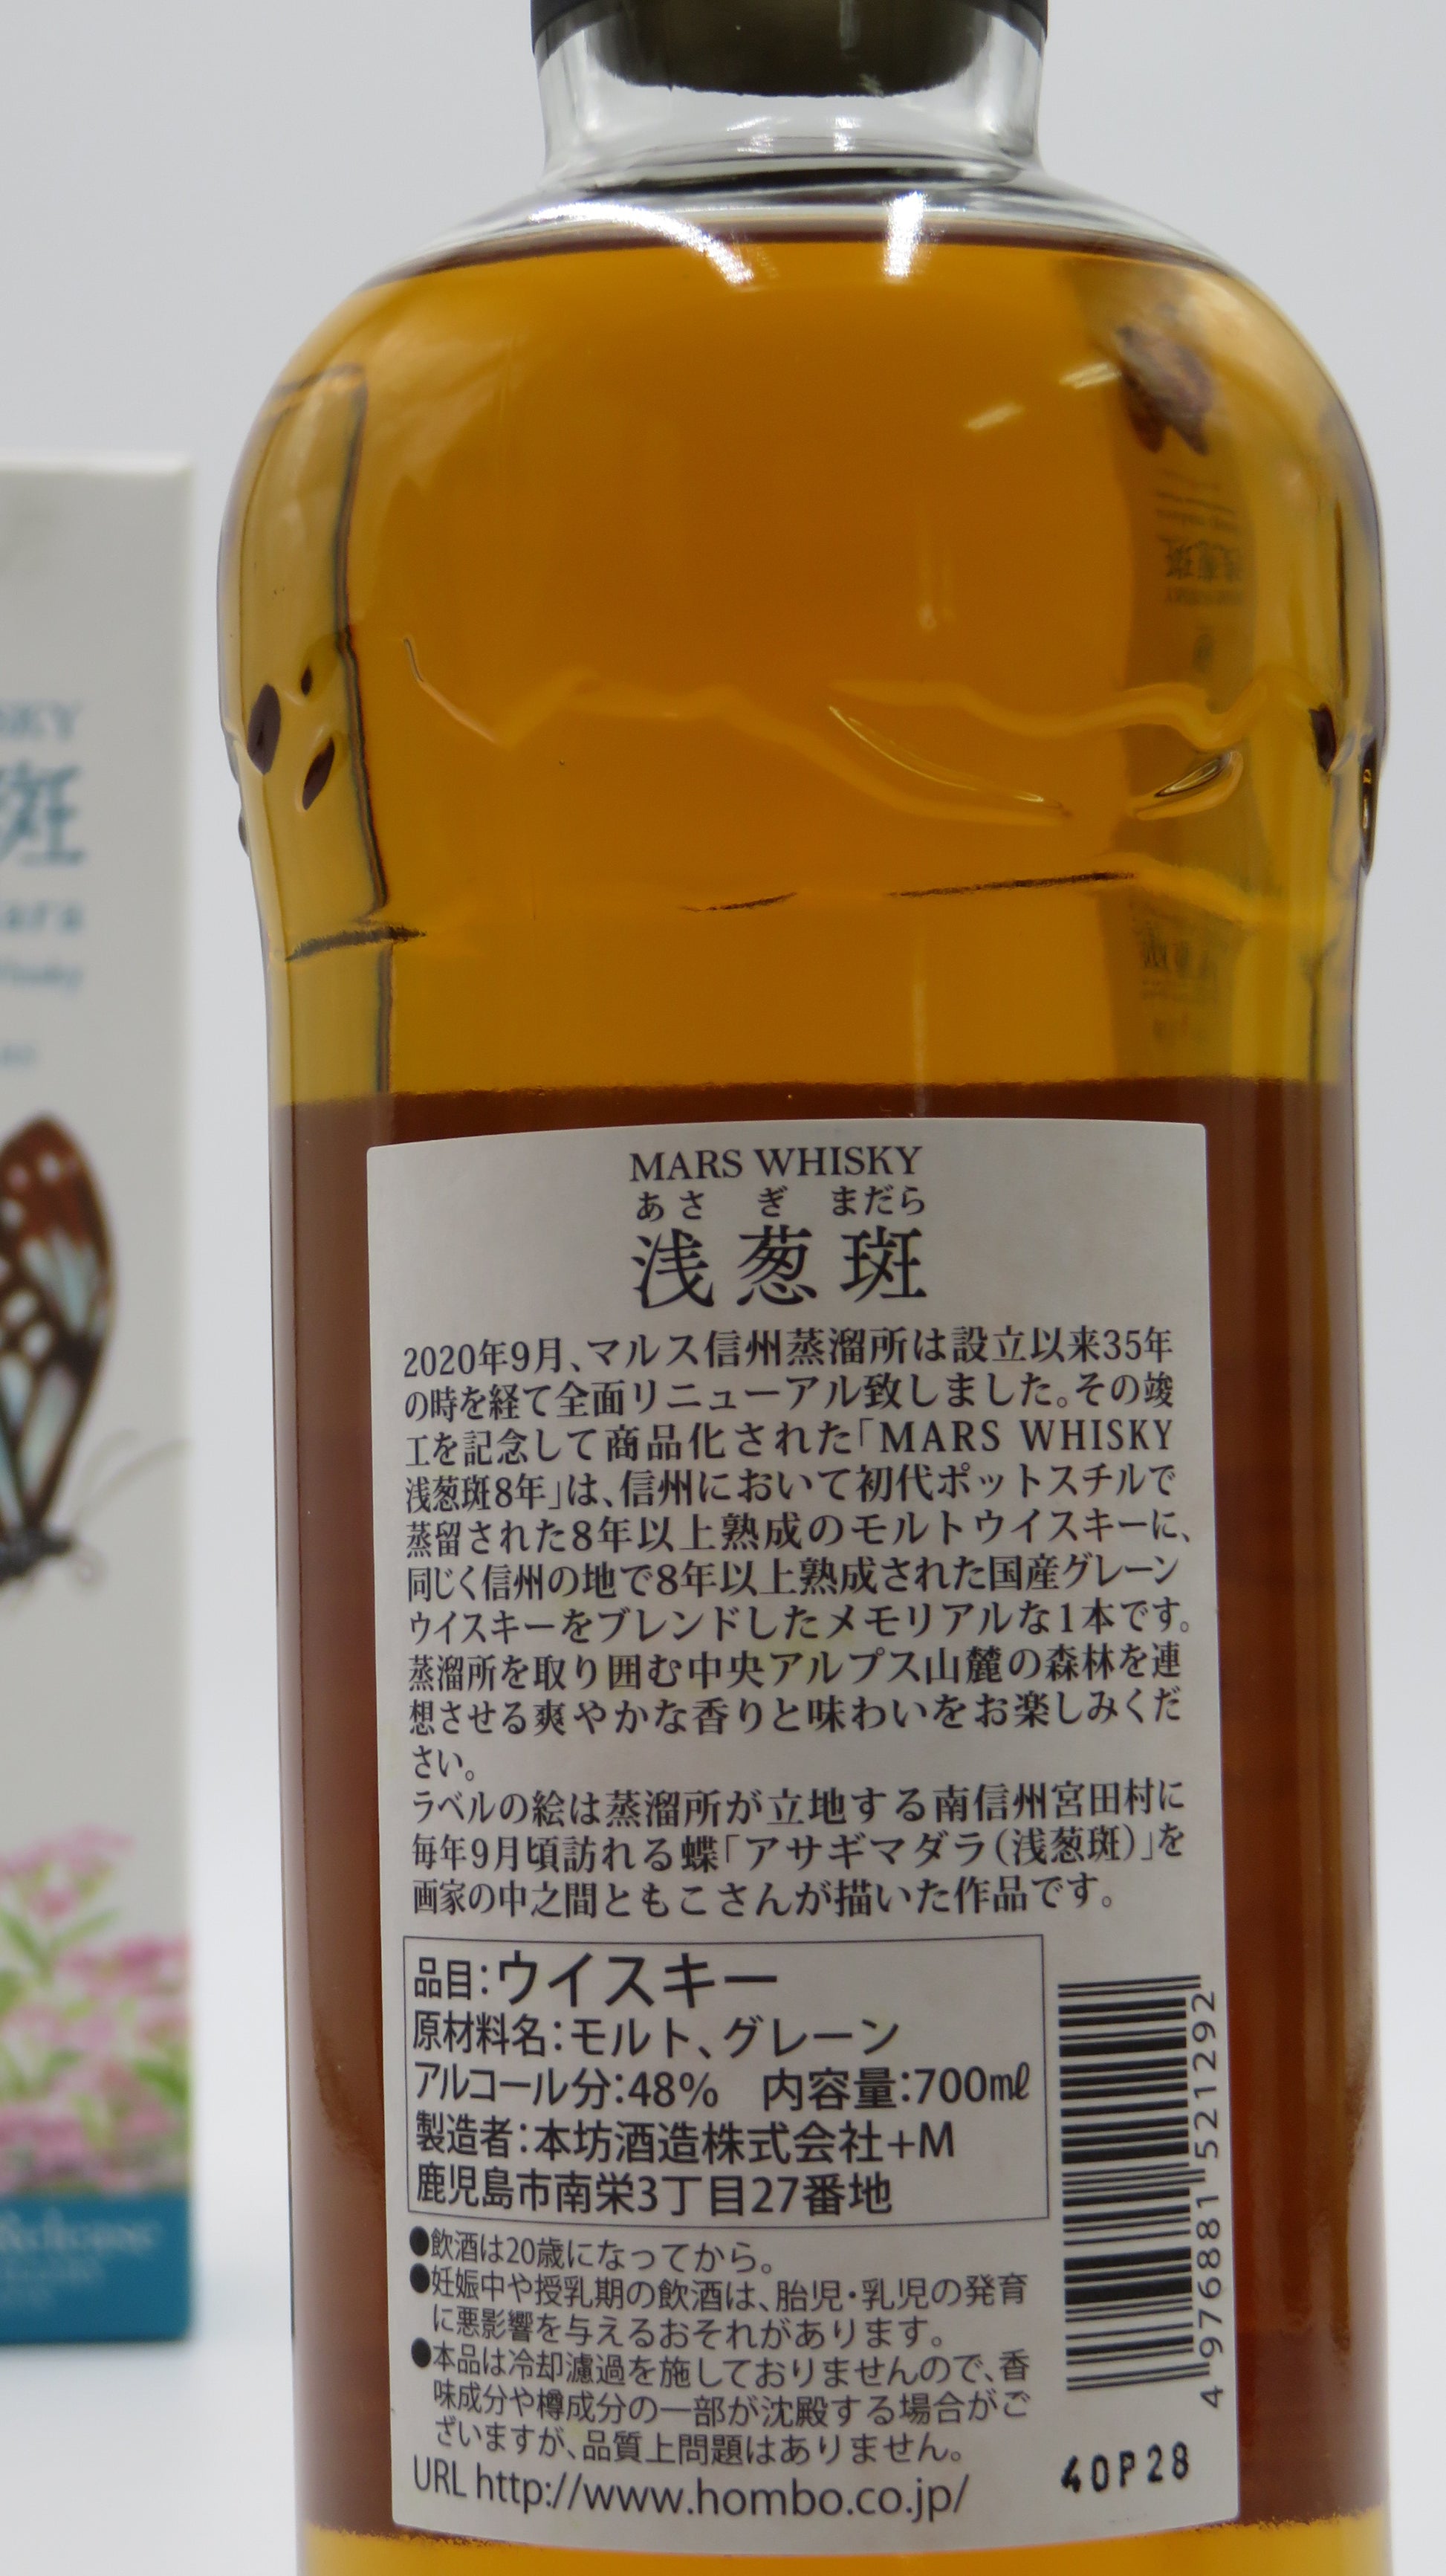 MARS WHISKY
あさ ぎ まだら
浅葱斑
2020年9月、マルス信州蒸溜所は設立以来35年
の時を経て全面リニューアル致しました。その竣
工を記念して商品化された「MARS WHISKY
浅葱斑8年」は、信州において初代ポットスチルで
蒸留された8年以上熟成のモルトウイスキーに、
同じく信州の地で8年以上熟成された国産グレーン
ウイスキーをブレンドしたメモリアルな1本です。
蒸溜所を取り囲む中央アルプス山麓の森林を連
想させる爽やかな香りと味わいをお楽しみくだ
さい。
ラベルの絵は蒸溜所が立地する南信州宮田村に
毎年9月頃訪れる蝶「アサギマダラ(浅葱斑)」を
画家の中之間ともこさんが描いた作品です。
品目:ウイスキー
原材料名:モルト、グレーン
アルコール分:48% 内容量:700mℓ
製造者:本坊酒造株式会社+M
鹿児島市南栄3丁目27番地
●飲酒は20歳になってから。
●妊娠中や授乳期の飲酒は、胎児・乳児の発育
に悪影響を与えるおそれがあります。
●本品は冷却濾過を施しておりませんので、香
味成分や樽成分の一部が沈殿する場合がご
ざいますが、品質上問題はありません。
URL http://www.hombo.co.jp/
4976881521292
40P28
斑